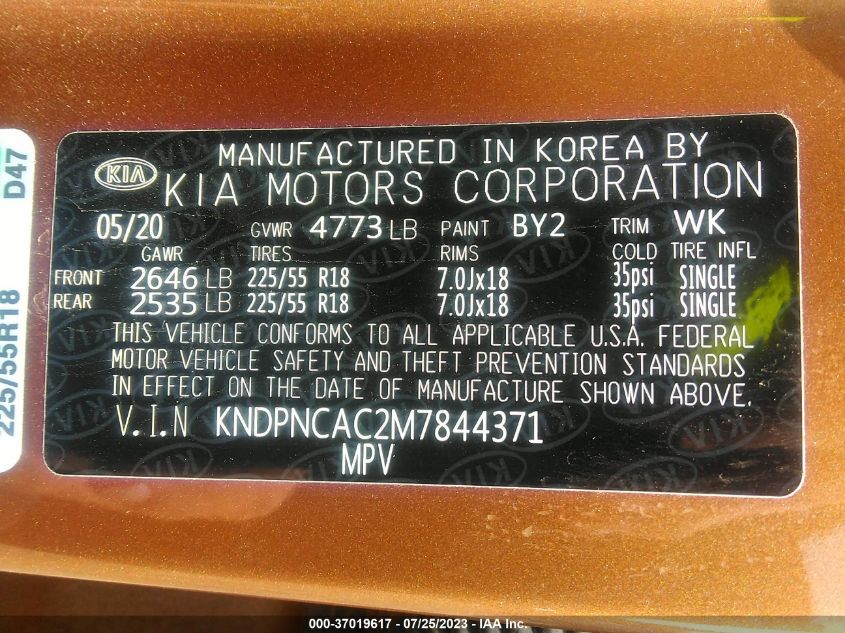 MANUFACTURED IN KOREA BY
KIA KIA MOTORS CORPORATION
05/20 GVWR 4773 LB PAINT BY2 TRIM WK
GAWR TIRES RIMS COLD TIRE INFL
FRONT 2646 LB 225/55 R18 7.0Jx18 35psi SINGLE
REAR 2535 LB 225/55 R18 7.0Jx18 35psi SINGLE
THIS VEHICLE CONFORMS TO ALL APPLICABLE U.S.A. FEDERAL
MOTOR VEHICLE SAFETY AND THEFT PREVENTION STANDARDS
IN EFFECT ON THE DATE OF MANUFACTURE SHOWN ABOVE.
V.I.N KNDPNCAC2M7844371
MPV
225/55R18 D47
000-37019617 - 07/25/2023 - IAA Inc.